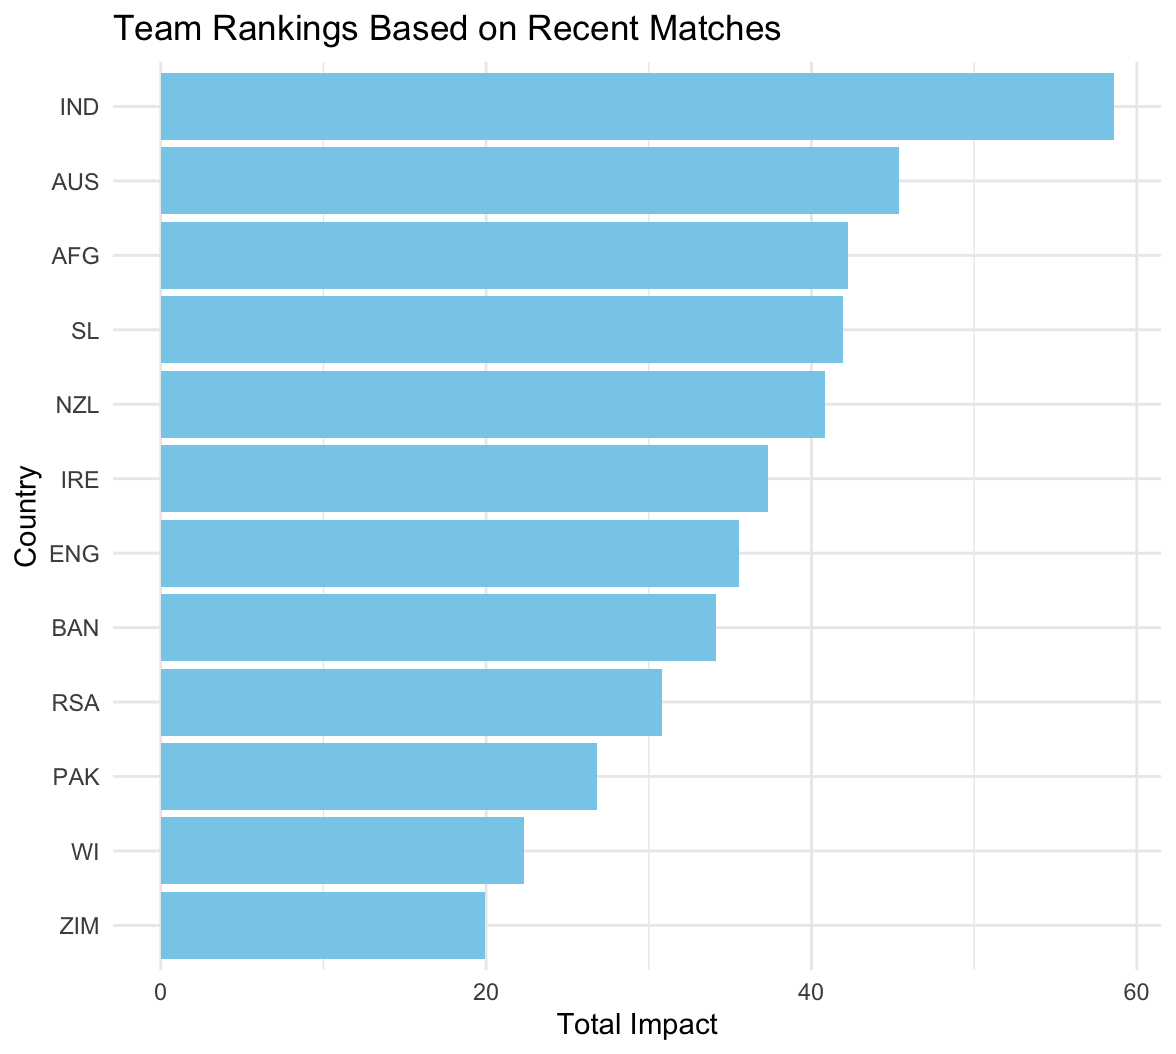 Team Rankings Based on Recent Matches
IND
AUS
AFG
SL
NZL
IRE
ENG
BAN
RSA
PAK
WI
ZIM
Country
0 20 40 60
Total Impact